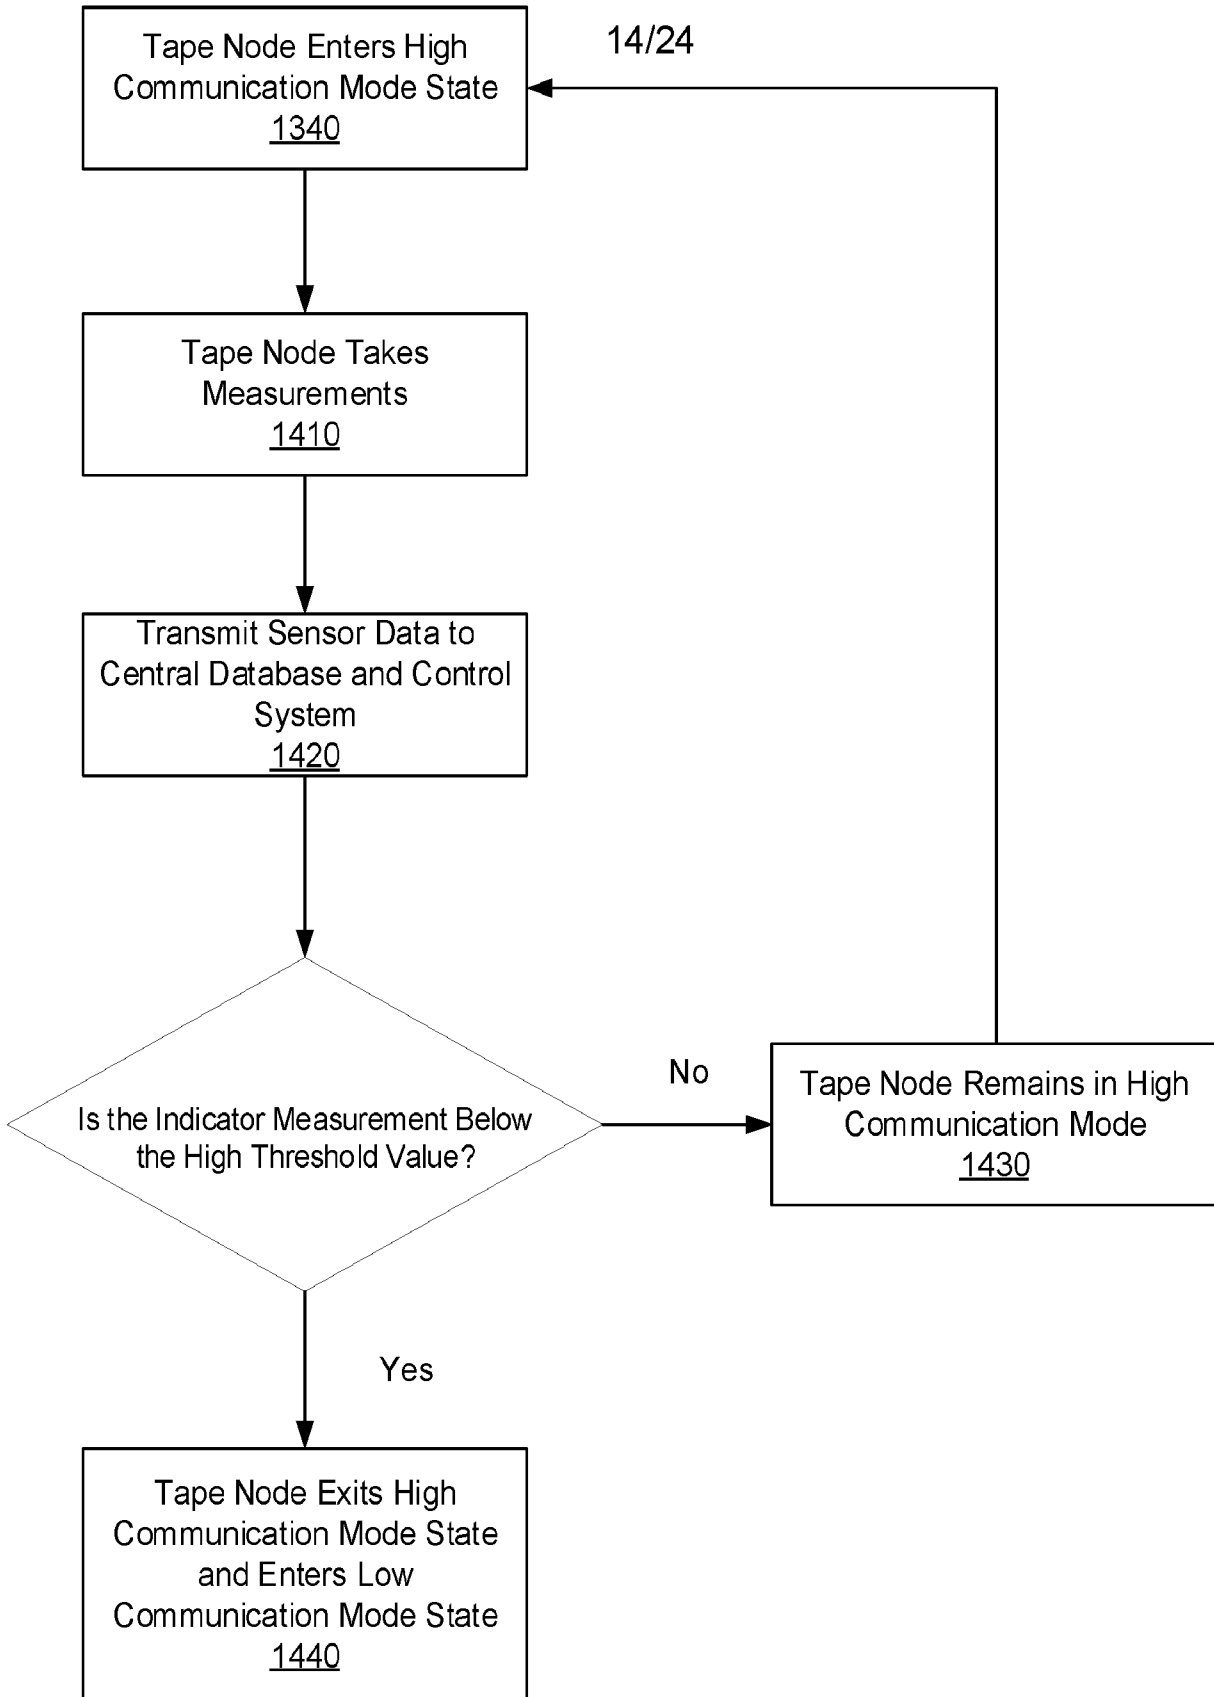 14/24
Tape Node Enters High
Communication Mode State
1340
Tape Node Takes
Measurements
1410
Transmit Sensor Data to
Central Database and Control
System
1420
Is the Indicator Measurement Below
the High Threshold Value?
No
Tape Node Remains in High
Communication Mode
1430
Yes
Tape Node Exits High
Communication Mode State
and Enters Low
Communication Mode State
1440